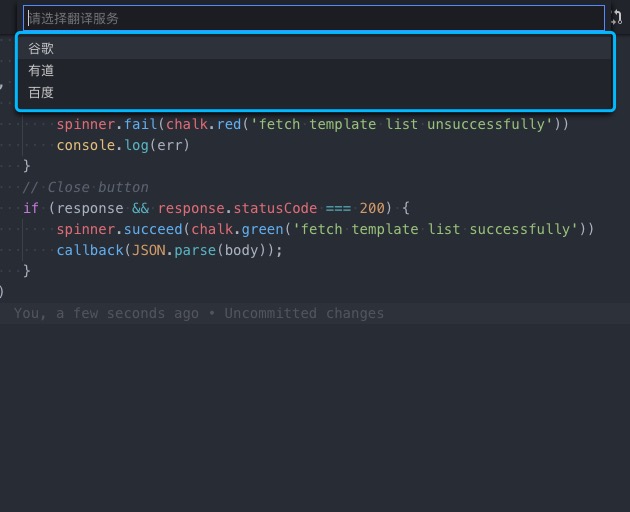 请选择翻译服务
谷歌
有道
百度
spinner.fail(chalk.red('fetch template list unsuccessfully'))
console.log(err)
}
// Close button
if (response && response.statusCode === 200) {
spinner.succeed(chalk.green('fetch template list successfully'))
callback(JSON.parse(body));
}
)
You, a few seconds ago • Uncommitted changes